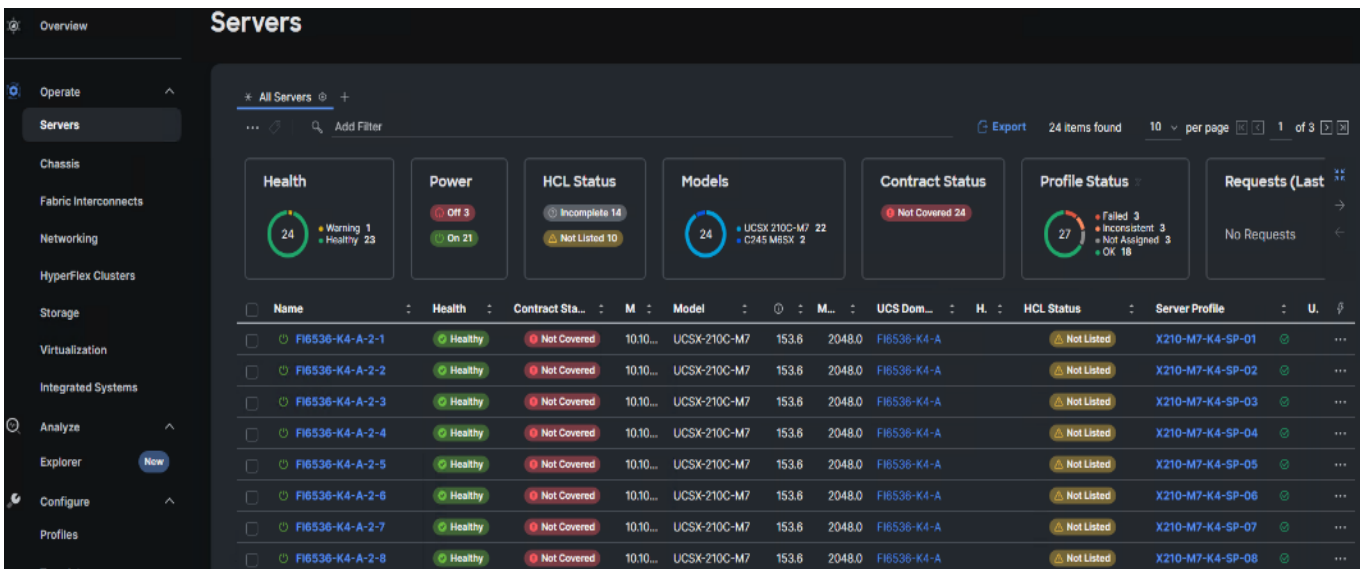 Overview
Operate
Servers
Chassis
Fabric Interconnects
Networking
HyperFlex Clusters
Storage
Virtualization
Integrated Systems
Analyze
Explorer New
Configure
Profiles
Servers
All Servers
Add Filter Export 24 items found 10 per page 1 of 3
Health
24
Warning 1
Healthy 23
Power
Off 3
On 21
HCL Status
Incomplete 14
Not Listed 10
Models
24
UCSX 210C-M7 22
C245 M6SX 2
Contract Status
Not Covered 24
Profile Status
27
Failed 3
Inconsistent 3
Not Assigned 3
OK 18
Requests (Last
No Requests
Name Health Contract Sta... M Model M... UCS Dom... H. HCL Status Server Profile U.
FI6536-K4-A-2-1 Healthy Not Covered 10.10... UCSX-210C-M7 153.6 2048.0 FI6536-K4-A Not Listed X210-M7-K4-SP-01 ...
FI6536-K4-A-2-2 Healthy Not Covered 10.10... UCSX-210C-M7 153.6 2048.0 FI6536-K4-A Not Listed X210-M7-K4-SP-02 ...
FI6536-K4-A-2-3 Healthy Not Covered 10.10... UCSX-210C-M7 153.6 2048.0 FI6536-K4-A Not Listed X210-M7-K4-SP-03 ...
FI6536-K4-A-2-4 Healthy Not Covered 10.10... UCSX-210C-M7 153.6 2048.0 FI6536-K4-A Not Listed X210-M7-K4-SP-04 ...
FI6536-K4-A-2-5 Healthy Not Covered 10.10... UCSX-210C-M7 153.6 2048.0 FI6536-K4-A Not Listed X210-M7-K4-SP-05 ...
FI6536-K4-A-2-6 Healthy Not Covered 10.10... UCSX-210C-M7 153.6 2048.0 FI6536-K4-A Not Listed X210-M7-K4-SP-06 ...
FI6536-K4-A-2-7 Healthy Not Covered 10.10... UCSX-210C-M7 153.6 2048.0 FI6536-K4-A Not Listed X210-M7-K4-SP-07 ...
FI6536-K4-A-2-8 Healthy Not Covered 10.10... UCSX-210C-M7 153.6 2048.0 FI6536-K4-A Not Listed X210-M7-K4-SP-08 ...